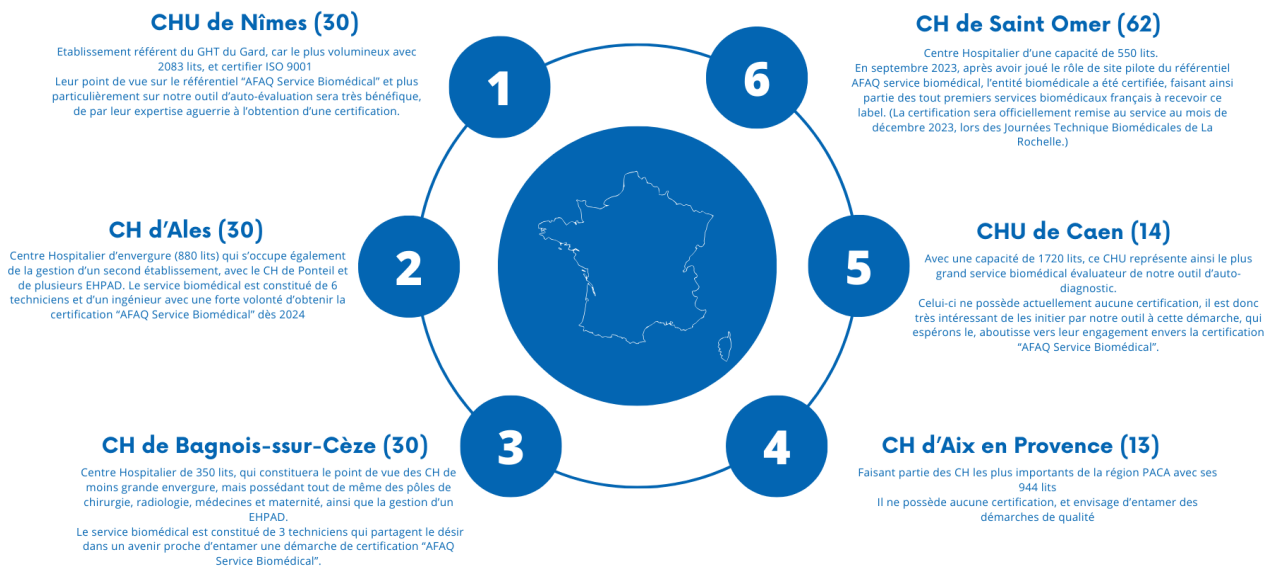 CHU de Nîmes (30)
Etablissement référent du GHT du Gard, car le plus volumineux avec
2083 lits, et certifier ISO 9001
Leur point de vue sur le référentiel “AFAQ Service Biomédical” et plus
particulièrement sur notre outil d’auto-évaluation sera très bénéfique,
de par leur expertise aguerrie à l’obtention d’une certification.
1
CH d’Ales (30)
Centre Hospitalier d’envergure (880 lits) qui s’occupe également
de la gestion d’un second établissement, avec le CH de Ponteil et
de plusieurs EHPAD. Le service biomédical est constitué de 6
techniciens et d’un ingénieur avec une forte volonté d’obtenir la
certification “AFAQ Service Biomédical” dès 2024
2
CH de Bagnois-ssur-Cèze (30)
Centre Hospitalier de 350 lits, qui constituera le point de vue des CH de
moins grande envergure, mais possédant tout de même des pôles de
chirurgie, radiologie, médecines et maternité, ainsi que la gestion d’un
EHPAD.
Le service biomédical est constitué de 3 techniciens qui partagent le désir
dans un avenir proche d’entamer une démarche de certification “AFAQ
Service Biomédical”.
3
CH d’Aix en Provence (13)
Faisant partie des CH les plus importants de la région PACA avec ses
944 lits
Il ne possède aucune certification, et envisage d’entamer des
démarches de qualité
4
CHU de Caen (14)
Avec une capacité de 1720 lits, ce CHU représente ainsi le plus
grand service biomédical évaluateur de notre outil d’auto-
diagnostic.
Celui-ci ne possède actuellement aucune certification, il est donc
très intéressant de les initier par notre outil à cette démarche, qui
espérons le, aboutisse vers leur engagement envers la certification
“AFAQ Service Biomédical”.
5
CH de Saint Omer (62)
Centre Hospitalier d’une capacité de 550 lits.
En septembre 2023, après avoir joué le rôle de site pilote du référentiel
AFAQ service biomédical, l’entité biomédicale a été certifiée, faisant ainsi
partie des tout premiers services biomédicaux français à recevoir ce
label. (La certification sera officiellement remise au service au mois de
décembre 2023, lors des Journées Technique Biomédicales de La
Rochelle.)
6